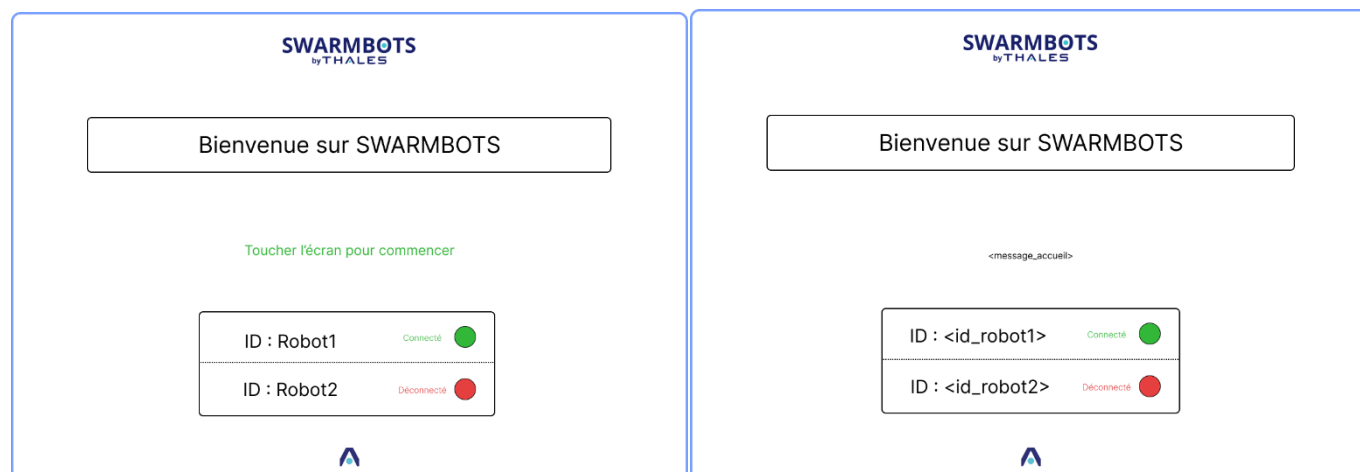 SWARMBOTS
by THALES
Bienvenue sur SWARMBOTS
Toucher l'écran pour commencer
ID : Robot1 Connecté
ID : Robot2 Déconnecté
SWARMBOTS
by THALES
Bienvenue sur SWARMBOTS
<message_accueil>
ID : <id_robot1> Connecté
ID : <id_robot2> Déconnecté